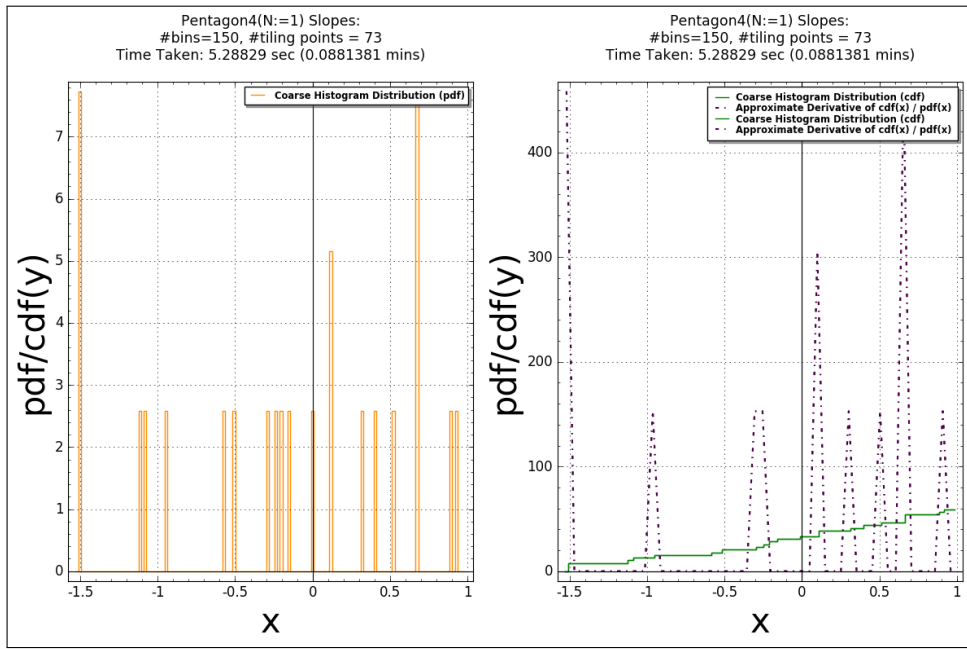 Pentagon4(N:=1) Slopes:
#bins=150, #tiling points = 73
Time Taken: 5.28829 sec (0.0881381 mins)
Coarse Histogram Distribution (pdf)
pdf/cdf(y)
7
6
5
4
3
2
1
0
-1.5
-1
-0.5
0
0.5
1
x
Pentagon4(N:=1) Slopes:
#bins=150, #tiling points = 73
Time Taken: 5.28829 sec (0.0881381 mins)
Coarse Histogram Distribution (cdf)
Approximate Derivative of cdf(x) / pdf(x)
Coarse Histogram Distribution (cdf)
Approximate Derivative of cdf(x) / pdf(x)
pdf/cdf(y)
400
300
200
100
0
-1.5
-1
-0.5
0
0.5
1
x